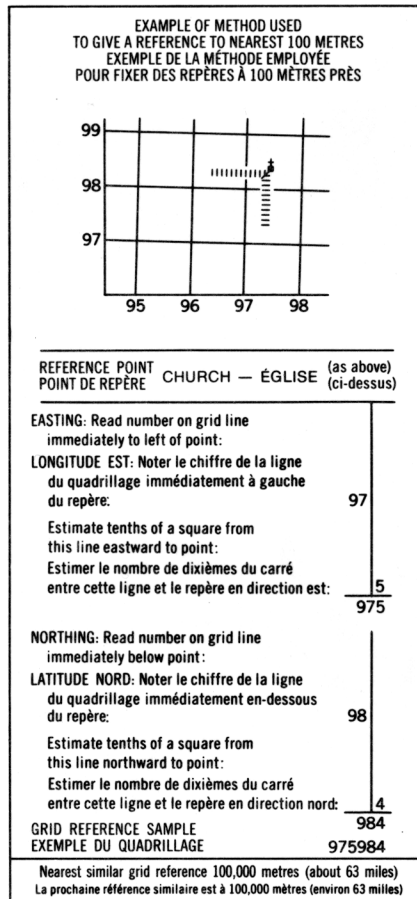 EXAMPLE OF METHOD USED
TO GIVE A REFERENCE TO NEAREST 100 METRES
EXEMPLE DE LA MÉTHODE EMPLOYÉE
POUR FIXER DES REPÈRES À 100 MÈTRES PRÈS
99
98
97
95 96 97 98
REFERENCE POINT CHURCH — ÉGLISE (as above)
POINT DE REPÈRE (ci-dessus)
EASTING: Read number on grid line
immediately to left of point:
LONGITUDE EST: Noter le chiffre de la ligne
du quadrillage immédiatement à gauche
du repère: 97
Estimate tenths of a square from
this line eastward to point:
Estimer le nombre de dixièmes du carré
entre cette ligne et le repère en direction est: 5
975
NORTHING: Read number on grid line
immediately below point:
LATITUDE NORD: Noter le chiffre de la ligne
du quadrillage immédiatement en-dessous
du repère: 98
Estimate tenths of a square from
this line northward to point:
Estimer le nombre de dixièmes du carré
entre cette ligne et le repère en direction nord: 4
GRID REFERENCE SAMPLE 984
EXEMPLE DU QUADRILLAGE 975984
Nearest similar grid reference 100,000 metres (about 63 miles)
La prochaine référence similaire est à 100,000 mètres (environ 63 milles)